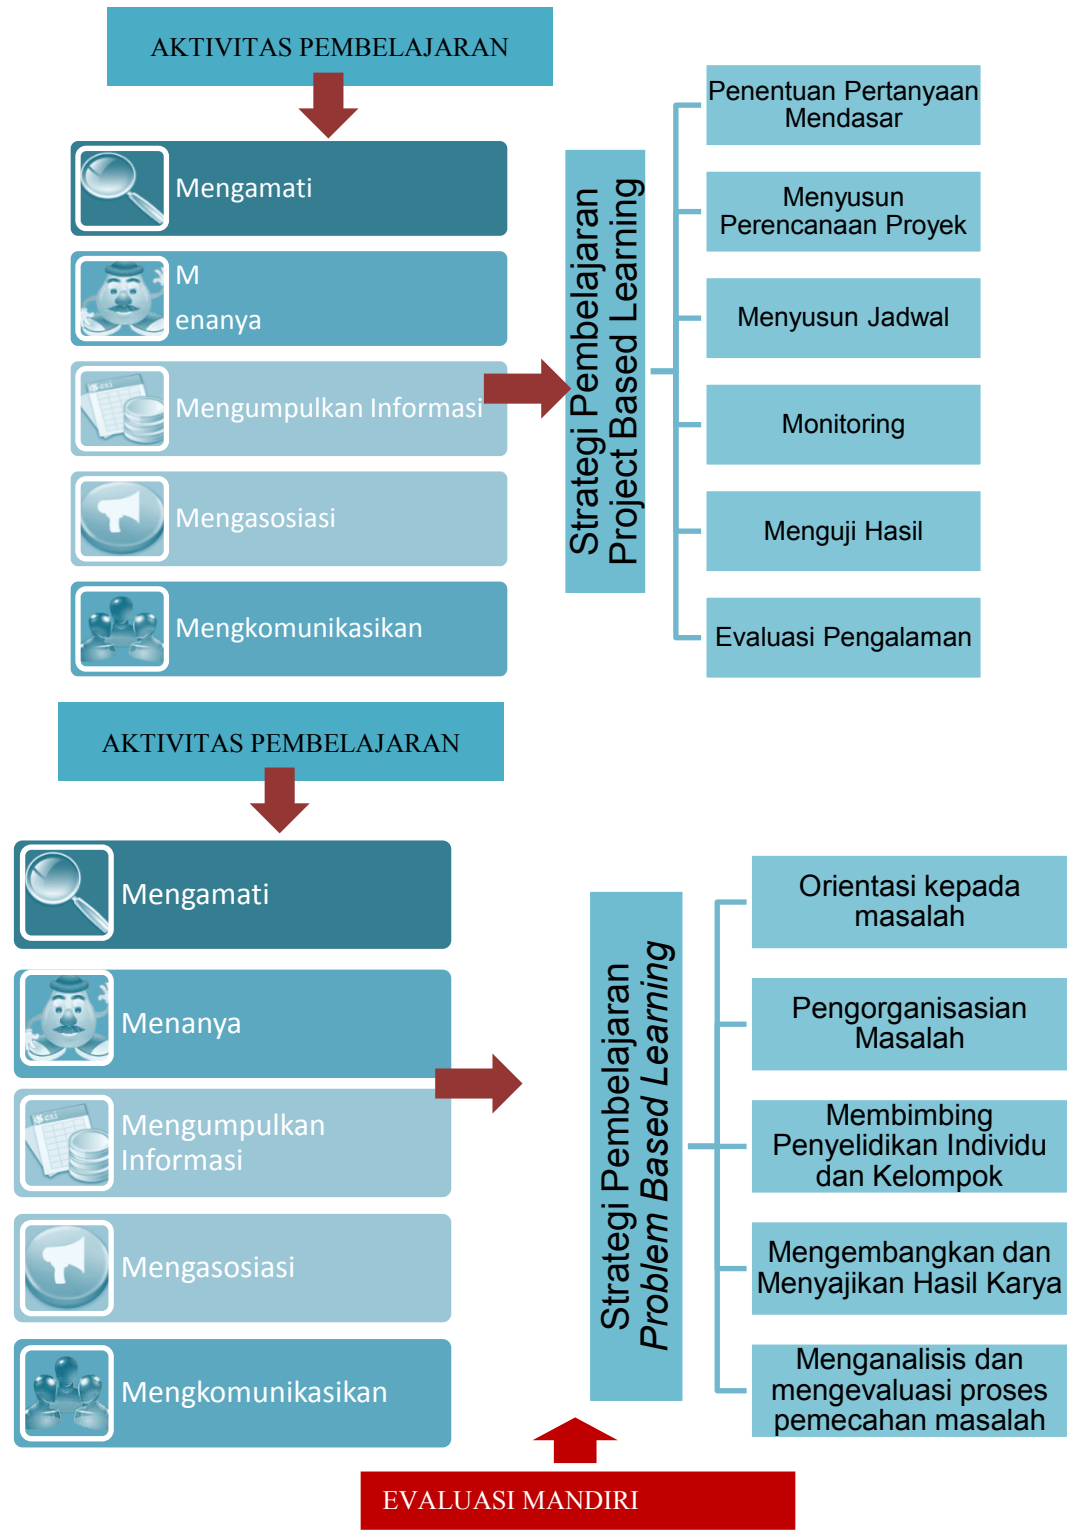 AKTIVITAS PEMBELAJARAN
Mengamati
M
enanya
Mengumpulkan Informasi
Mengasosiasi
Mengkomunikasikan
Strategi Pembelajaran
Project Based Learning
Penentuan Pertanyaan
Mendasar
Menyusun
Perencanaan Proyek
Menyusun Jadwal
Monitoring
Menguji Hasil
Evaluasi Pengalaman
AKTIVITAS PEMBELAJARAN
Mengamati
Menanya
Mengumpulkan
Informasi
Mengasosiasi
Mengkomunikasikan
Strategi Pembelajaran
Problem Based Learning
Orientasi kepada
masalah
Pengorganisasian
Masalah
Membimbing
Penyelidikan Individu
dan Kelompok
Mengembangkan dan
Menyajikan Hasil Karya
Menganalisis dan
mengevaluasi proses
pemecahan masalah
EVALUASI MANDIRI